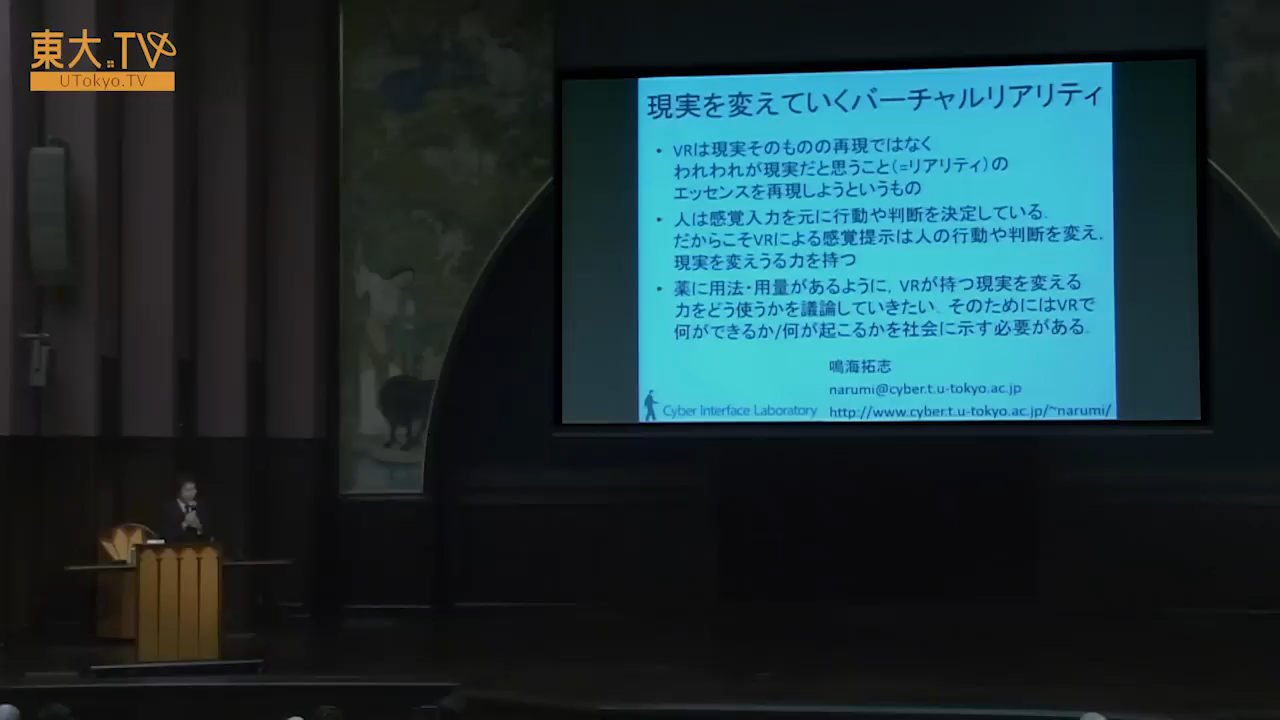 東大.TV
UTokyo.TV
現実を変えていくバーチャルリアリティ
・ VRは現実そのものの再現ではなく
われわれが現実だと思うこと(=リアリティ)の
エッセンスを再現しようというもの
・ 人は感覚入力を元に行動や判断を決定している.
だからこそVRによる感覚提示は人の行動や判断を変え,
現実を変えうる力を持つ
・ 薬に用法・用量があるように, VRが持つ現実を変える
力をどう使うかを議論していきたい. そのためにはVRで
何ができるか/何が起こるかを社会に示す必要がある.
鳴海拓志
narumi@cyber.t.u-tokyo.ac.jp
Cyber Interface Laboratory
http://www.cyber.t.u-tokyo.ac.jp/~narumi/